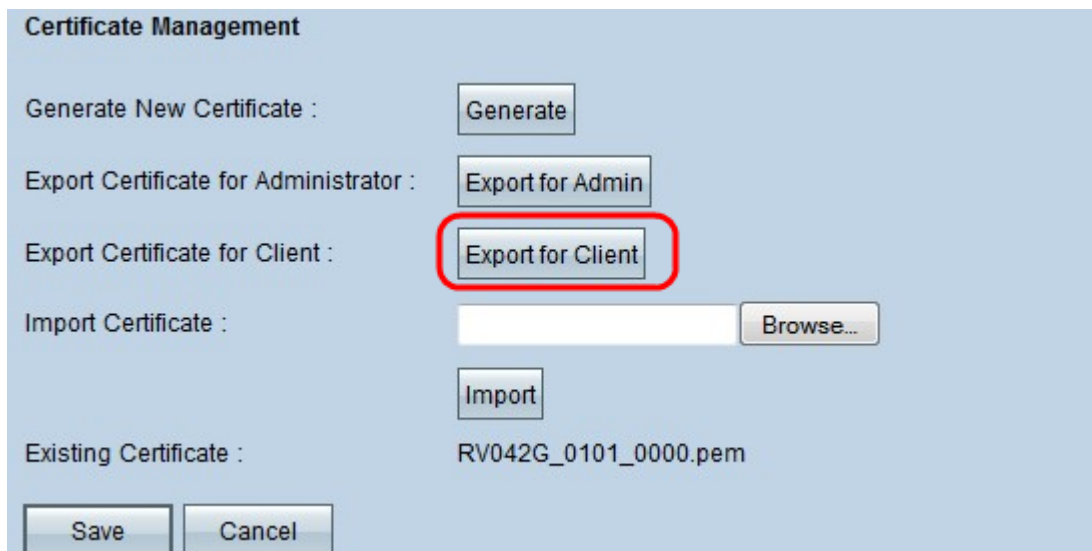 Certificate Management
Generate New Certificate : Generate
Export Certificate for Administrator : Export for Admin
Export Certificate for Client : Export for Client
Import Certificate : Browse...
Import
Existing Certificate : RV042G_0101_0000.pem
Save Cancel